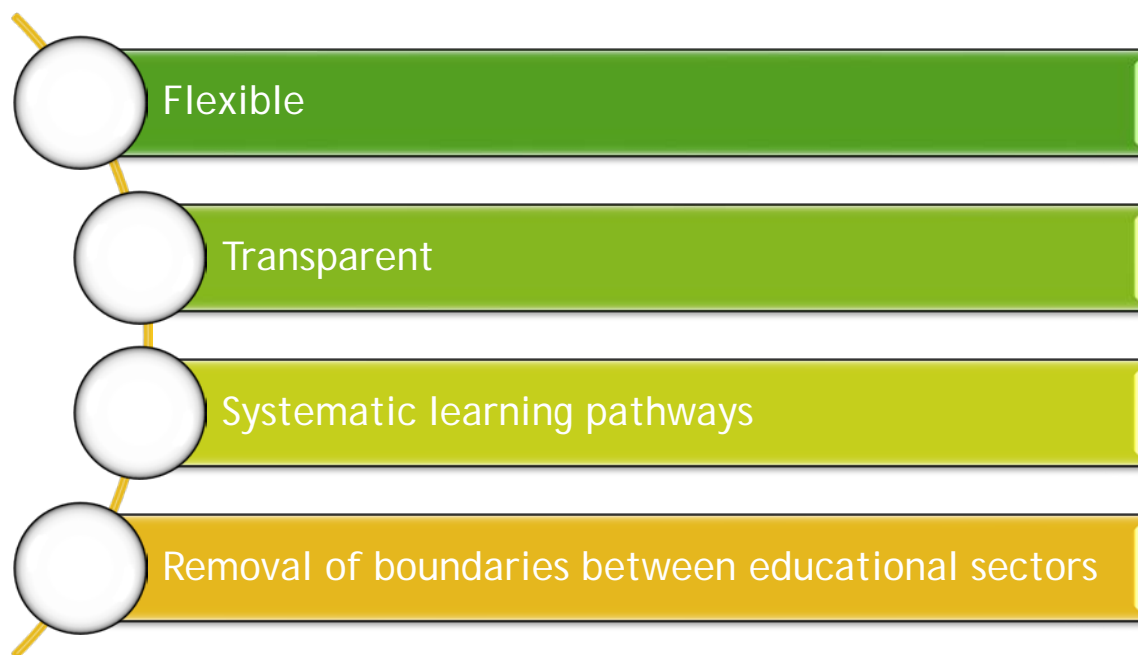 Flexible
Transparent
Systematic learning pathways
Removal of boundaries between educational sectors